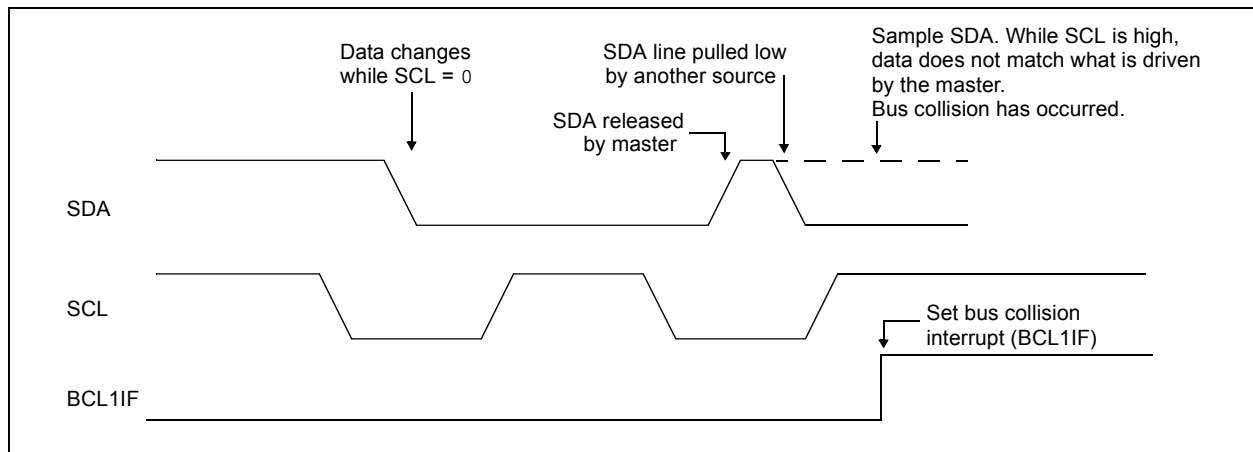 Data changes
while SCL = 0
SDA line pulled low
by another source
Sample SDA. While SCL is high,
data does not match what is driven
by the master.
Bus collision has occurred.
SDA released
by master
SDA
SCL
Set bus collision
interrupt (BCL1IF)
BCL1IF